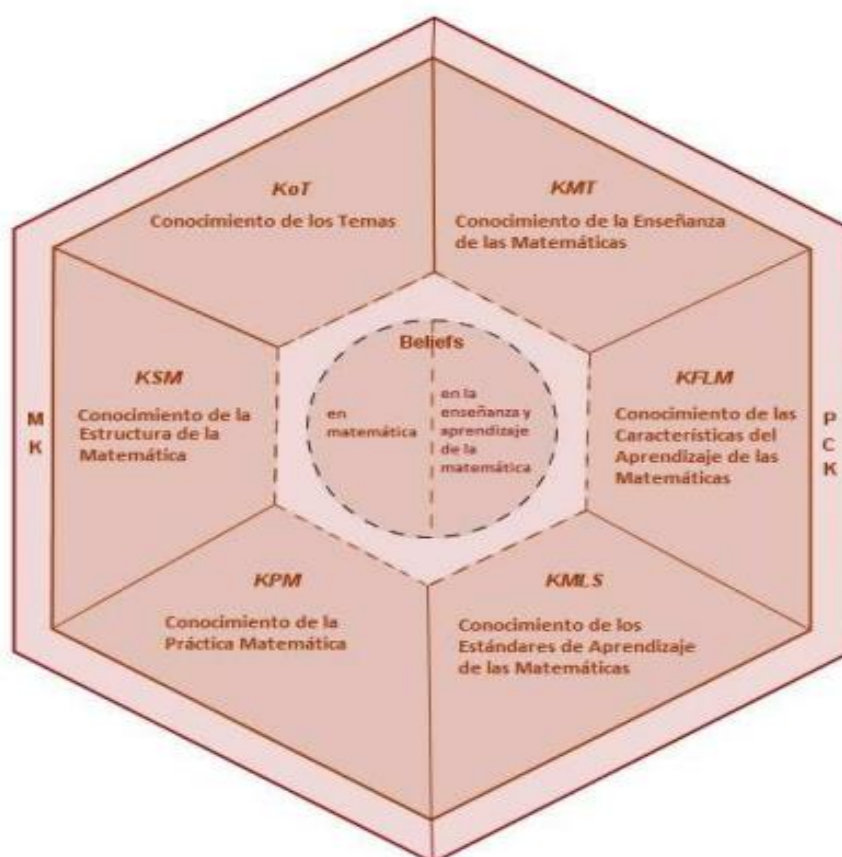 KoT
Conocimiento de los Temas
KMT
Conocimiento de la Enseñanza
de las Matemáticas
Beliefs
en
matemática
en la
enseñanza y
aprendizaje
de la
matemática
KSM
Conocimiento de la
Estructura de la
Matemática
KFLM
Conocimiento de las
Características del
Aprendizaje de las
Matemáticas
M
K
P
C
K
KPM
Conocimiento de la
Práctica Matemática
KMLS
Conocimiento de los
Estándares de Aprendizaje
de las Matemáticas